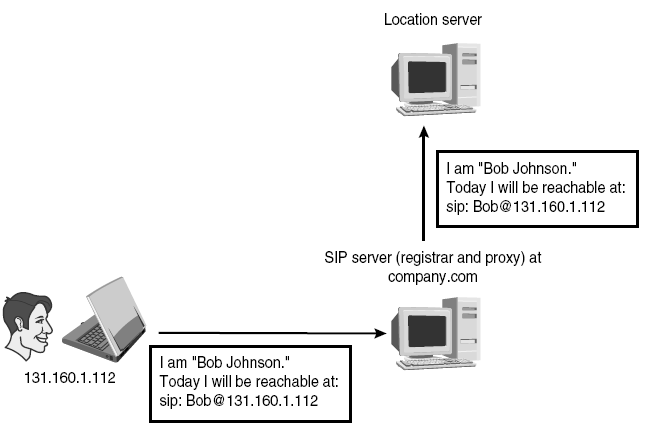 Location server
I am "Bob Johnson."
Today I will be reachable at:
sip: Bob@131.160.1.112
SIP server (registrar and proxy) at
company.com
131.160.1.112
I am "Bob Johnson."
Today I will be reachable at:
sip: Bob@131.160.1.112